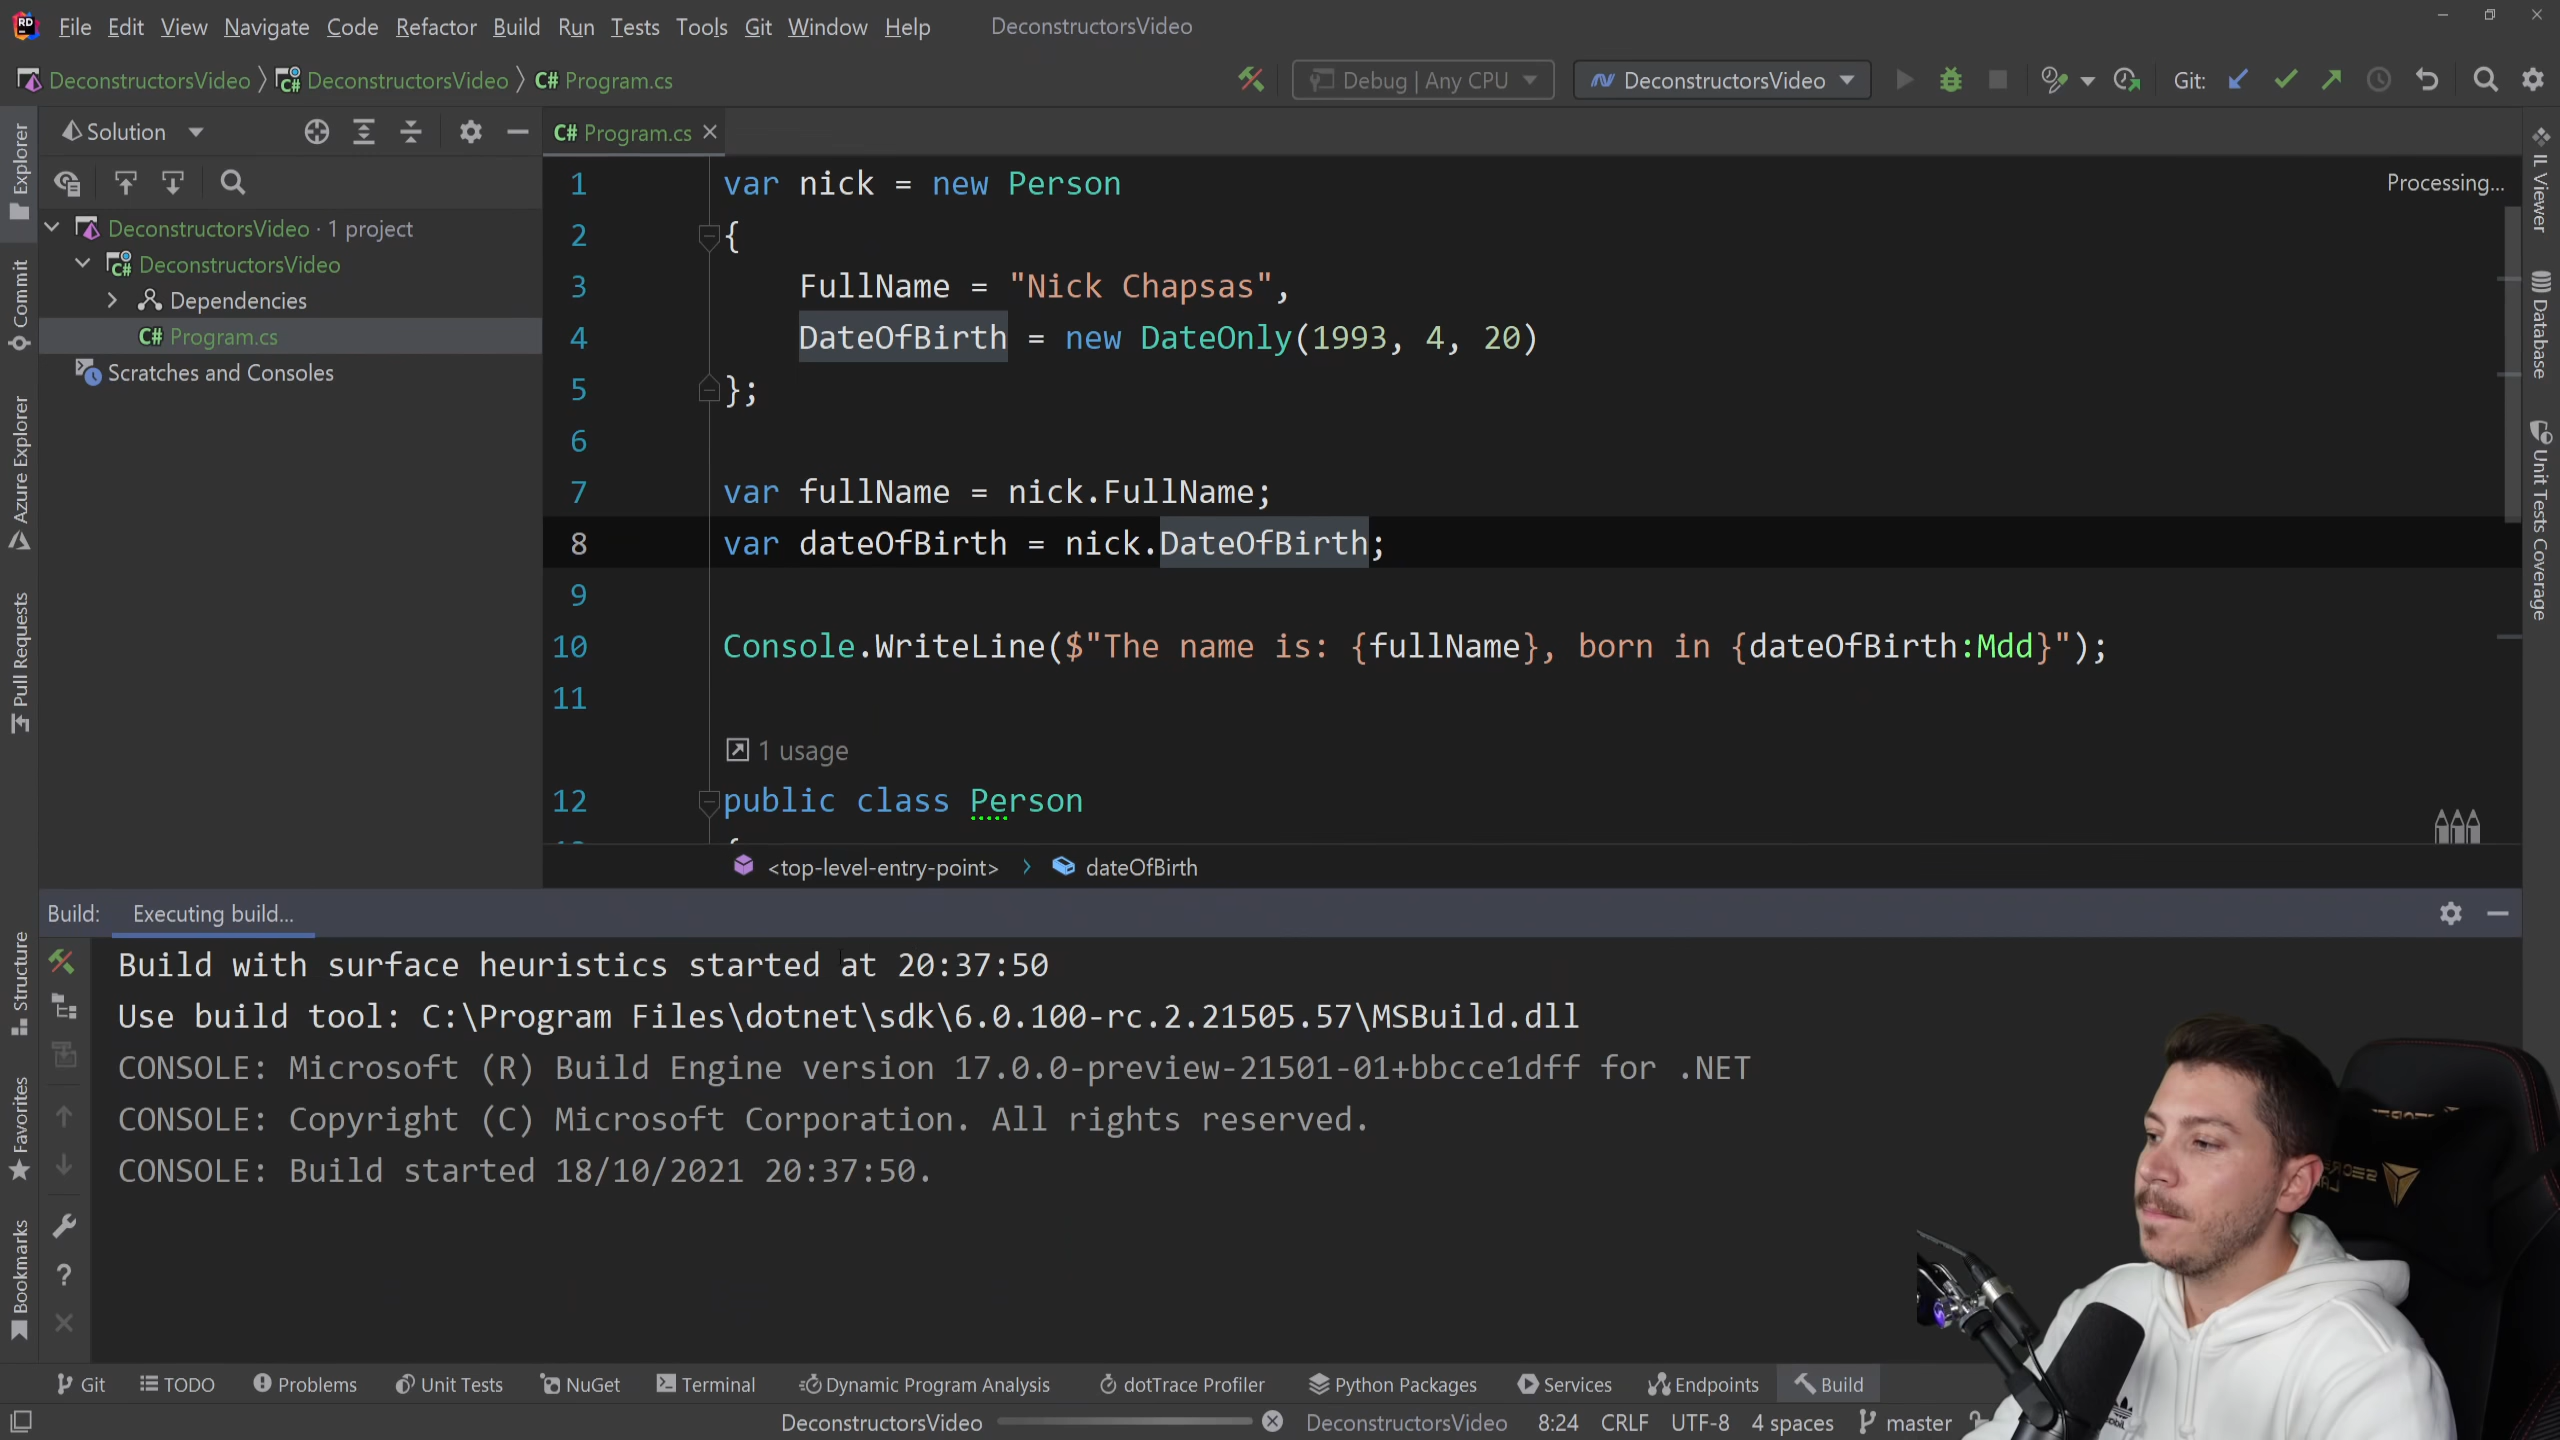 File Edit View Navigate Code Refactor Build Run Tests Tools Git Window Help DeconstructorsVideo
DeconstructorsVideo DeconstructorsVideo C# Program.cs Debug | Any CPU DeconstructorsVideo Git:
Solution
C# Program.cs
DeconstructorsVideo · 1 project
DeconstructorsVideo
Dependencies
C# Program.cs
Scratches and Consoles
Explorer
Commit
Azure Explorer
Pull Requests
Structure
Favorites
Bookmarks
Processing...
1 var nick = new Person
2 {
3 FullName = "Nick Chapsas",
4 DateOfBirth = new DateOnly(1993, 4, 20)
5 };
6
7 var fullName = nick.FullName;
8 var dateOfBirth = nick.DateOfBirth;
9
10 Console.WriteLine($"The name is: {fullName}, born in {dateOfBirth:Mdd}");
11
1 usage
12 public class Person
{
<top-level-entry-point> dateOfBirth
IL Viewer
Database
Unit Tests Coverage
Build: Executing build...
Build with surface heuristics started at 20:37:50
Use build tool: C:\Program Files\dotnet\sdk\6.0.100-rc.2.21505.57\MSBuild.dll
CONSOLE: Microsoft (R) Build Engine version 17.0.0-preview-21501-01+bbcce1dff for .NET
CONSOLE: Copyright (C) Microsoft Corporation. All rights reserved.
CONSOLE: Build started 18/10/2021 20:37:50.
Git TODO Problems Unit Tests NuGet Terminal Dynamic Program Analysis dotTrace Profiler Python Packages Services Endpoints Build
DeconstructorsVideo DeconstructorsVideo 8:24 CRLF UTF-8 4 spaces master